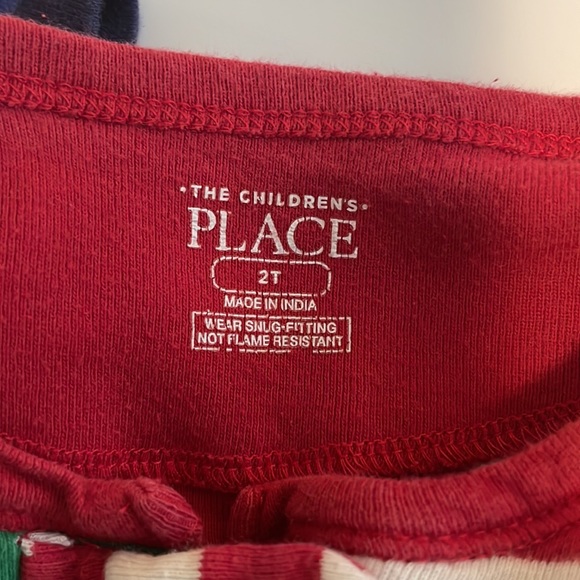 • THE CHILDREN'S •
PLACE
2T
MADE IN INDIA
WEAR SNUG-FITTING
NOT FLAME RESISTANT